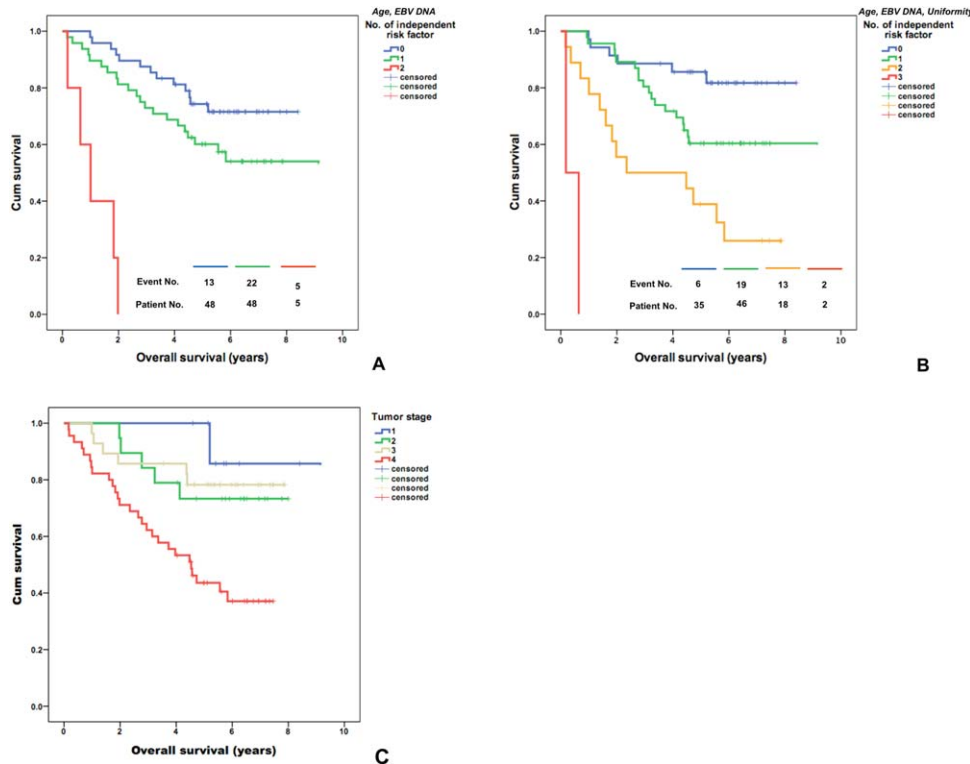 Age, EBV DNA
No. of independent
risk factor
0
1
2
censored
censored
censored
Cum survival
1.0
0.8
0.6
0.4
0.2
0.0
Event No. 13 22 5
Patient No. 48 48 5
0 2 4 6 8 10
Overall survival (years)
A
Age, EBV DNA, Uniformity
No. of independent
risk factor
0
1
2
3
censored
censored
censored
censored
Cum survival
1.0
0.8
0.6
0.4
0.2
0.0
Event No. 6 19 13 2
Patient No. 35 46 18 2
0 2 4 6 8 10
Overall survival (years)
B
Tumor stage
1
2
3
4
censored
censored
censored
censored
Cum survival
1.0
0.8
0.6
0.4
0.2
0.0
0 2 4 6 8 10
Overall survival (years)
C